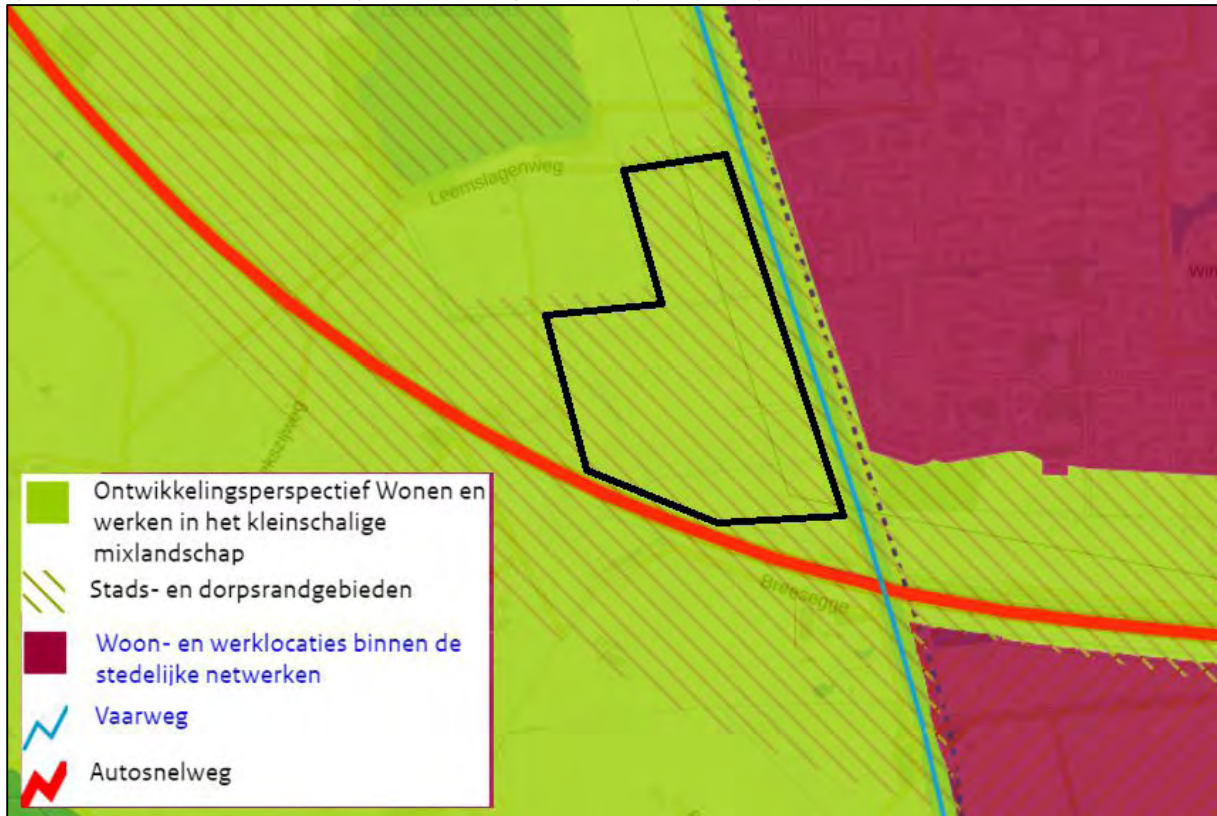 Leemslagenweg
Breesegge
Ontwikkelingsperspectief Wonen en
werken in het kleinschalige
mixlandschap
Stads- en dorpsrandgebieden
Woon- en werklocaties binnen de
stedelijke netwerken
Vaarweg
Autosnelweg